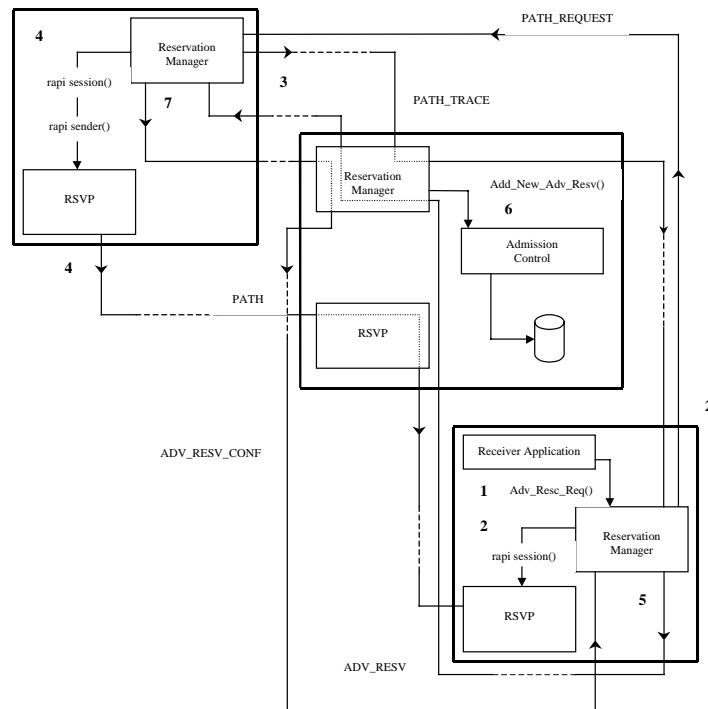 PATH_REQUEST
4
Reservation
Manager
rapi session()
3
7
PATH_TRACE
rapi sender()
RSVP
Reservation
Manager
Add_New_Adv_Resv()
6
Admission
Control
4
PATH
RSVP
2
ADV_RESV_CONF
Receiver Application
1
Adv_Resc_Req()
2
Reservation
Manager
rapi session()
RSVP
5
ADV_RESV